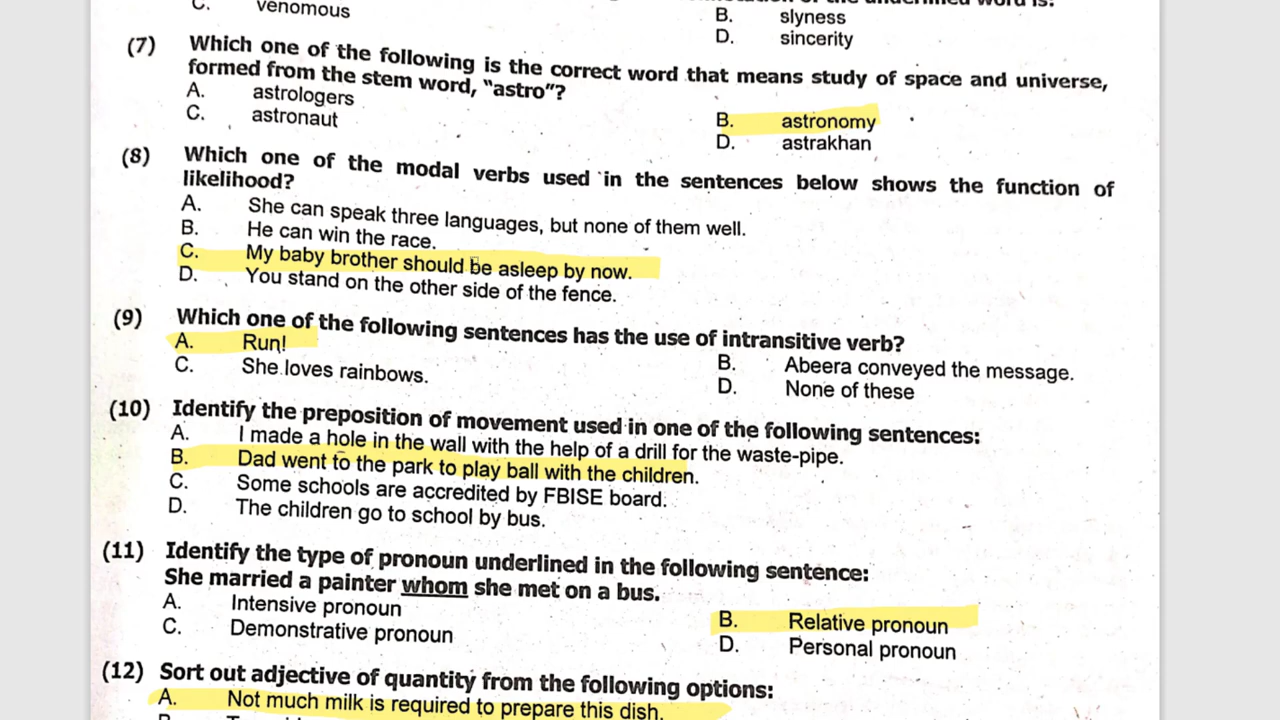 C. venomous
B. slyness
D. sincerity
(7) Which one of the following is the correct word that means study of space and universe,
formed from the stem word, "astro"?
A. astrologers
B. astronomy
C. astronaut
D. astrakhan
(8) Which one of the modal verbs used in the sentences below shows the function of
likelihood?
A. She can speak three languages, but none of them well.
B. He can win the race.
C. My baby brother should be asleep by now.
D. You stand on the other side of the fence.
(9) Which one of the following sentences has the use of intransitive verb?
A. Run!
B. Abeera conveyed the message.
C. She loves rainbows.
D. None of these
(10) Identify the preposition of movement used in one of the following sentences:
A. I made a hole in the wall with the help of a drill for the waste-pipe.
B. Dad went to the park to play ball with the children.
C. Some schools are accredited by FBISE board.
D. The children go to school by bus.
(11) Identify the type of pronoun underlined in the following sentence:
She married a painter whom she met on a bus.
A. Intensive pronoun
B. Relative pronoun
C. Demonstrative pronoun
D. Personal pronoun
(12) Sort out adjective of quantity from the following options:
A. Not much milk is required to prepare this dish.